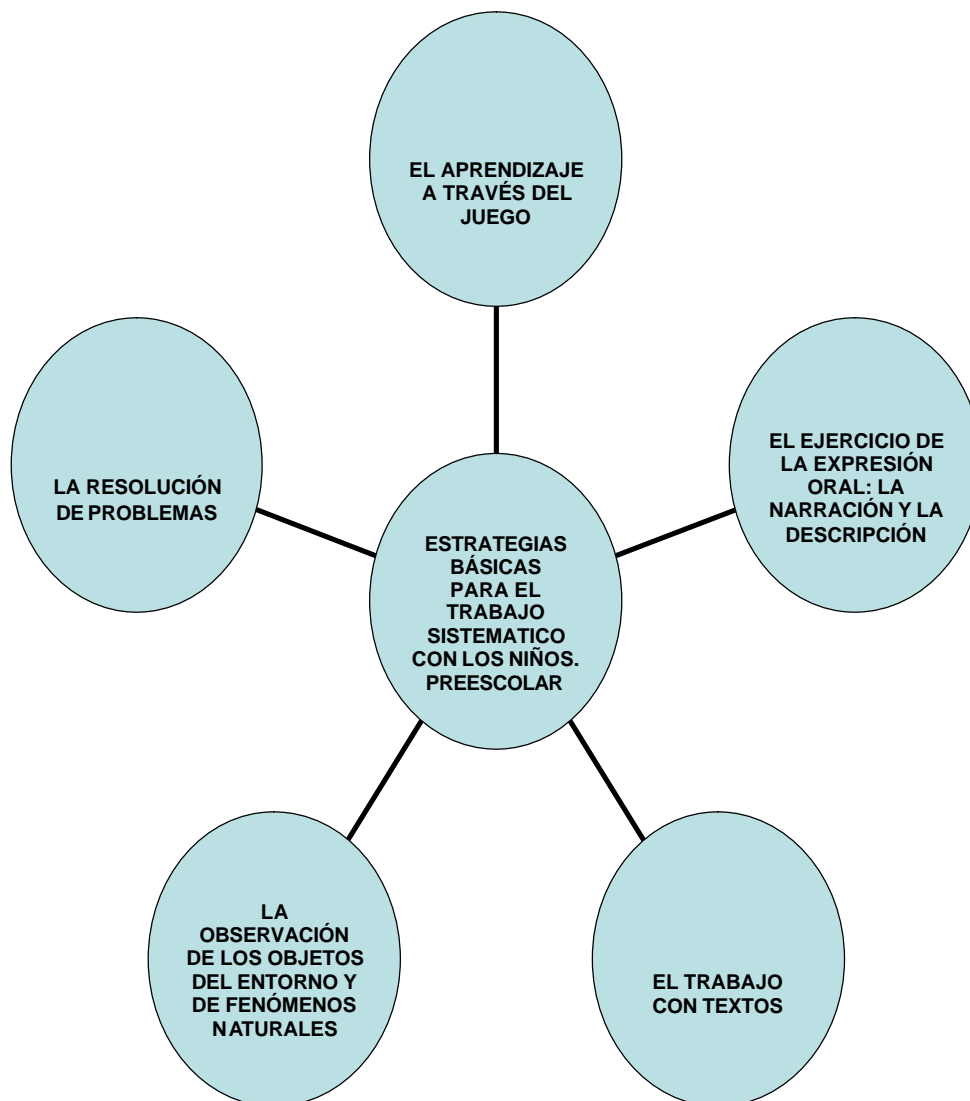 EL APRENDIZAJE
A TRAVÉS DEL
JUEGO
EL EJERCICIO DE
LA EXPRESIÓN
ORAL: LA
NARRACIÓN Y LA
DESCRIPCIÓN
LA RESOLUCIÓN
DE PROBLEMAS
ESTRATEGIAS
BÁSICAS
PARA EL
TRABAJO
SISTEMATICO
CON LOS NIÑOS.
PREESCOLAR
LA
OBSERVACIÓN
DE LOS OBJETOS
DEL ENTORNO Y
DE FENÓMENOS
NATURALES
EL TRABAJO
CON TEXTOS